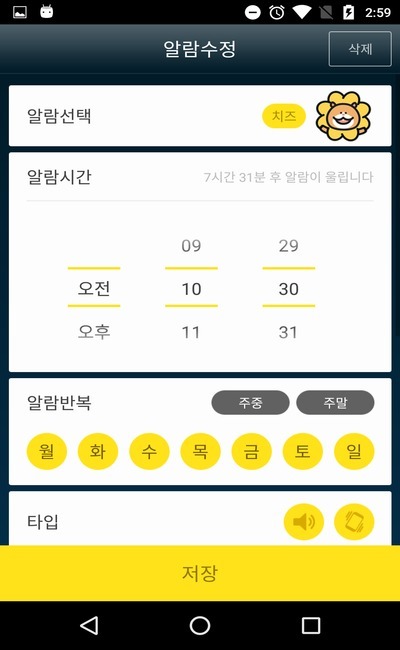 2:59
알람수정
삭제
알람선택
치즈
알람시간
7시간 31분 후 알람이 울립니다
09
29
오전
10
30
오후
11
31
알람반복
주중
주말
월
화
수
목
금
토
일
타입
저장